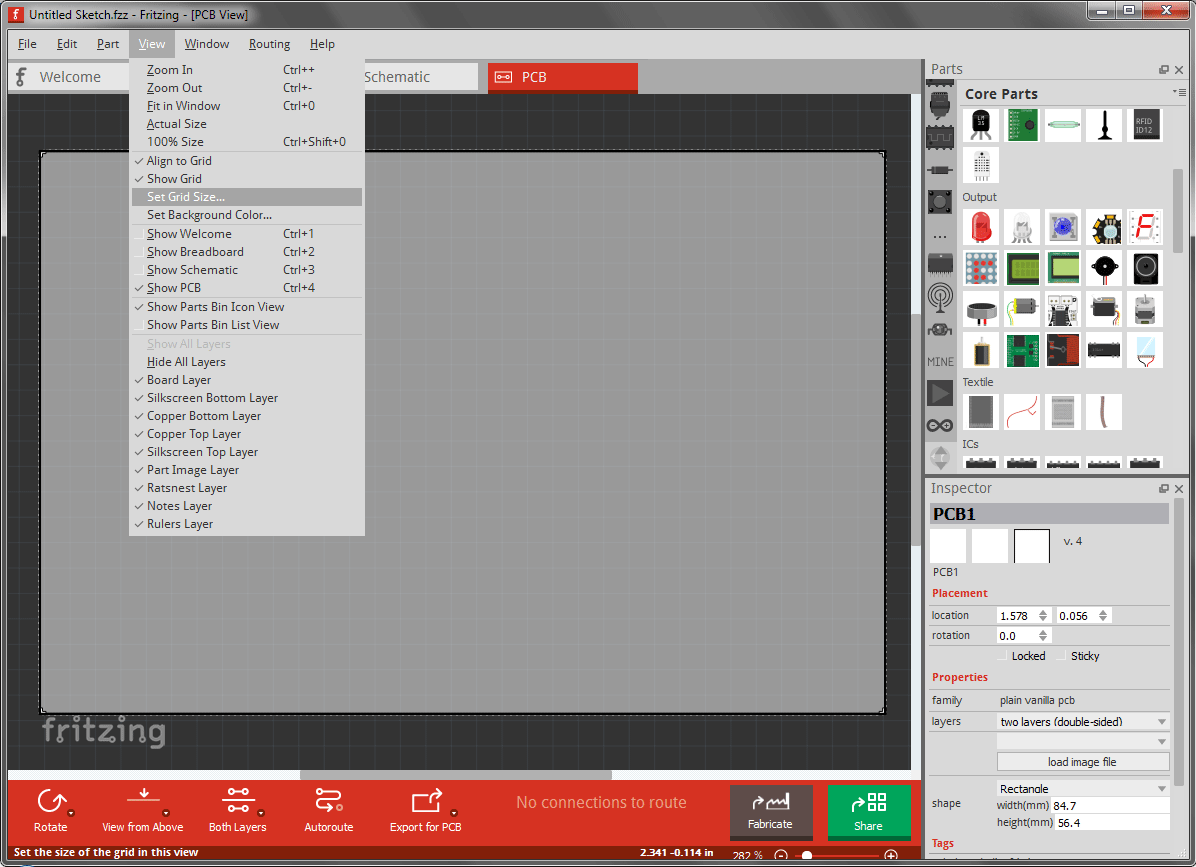 Untitled Sketch.fzz - Fritzing - [PCB View]
File Edit Part View Window Routing Help
Welcome
Schematic
PCB
Zoom In Ctrl++
Zoom Out Ctrl+-
Fit in Window Ctrl+0
Actual Size
100% Size Ctrl+Shift+0
Align to Grid
Show Grid
Set Grid Size...
Set Background Color...
Show Welcome Ctrl+1
Show Breadboard Ctrl+2
Show Schematic Ctrl+3
Show PCB Ctrl+4
Show Parts Bin Icon View
Show Parts Bin List View
Show All Layers
Hide All Layers
Board Layer
Silkscreen Bottom Layer
Copper Bottom Layer
Copper Top Layer
Silkscreen Top Layer
Part Image Layer
Ratsnest Layer
Notes Layer
Rulers Layer
fritzing
Parts
Core Parts
LM
35
RFID
ID12
Output
MINE
Textile
ICs
Inspector
PCB1
v. 4
PCB1
Placement
location 1.578 0.056
rotation 0.0
Locked Sticky
Properties
family plain vanilla pcb
layers two layers (double-sided)
load image file
shape
Rectangle
width(mm) 84.7
height(mm) 56.4
Tags
Rotate
View from Above
Both Layers
Autoroute
Export for PCB
No connections to route
Fabricate
Share
Set the size of the grid in this view
2.341 -0.114 in
282 %